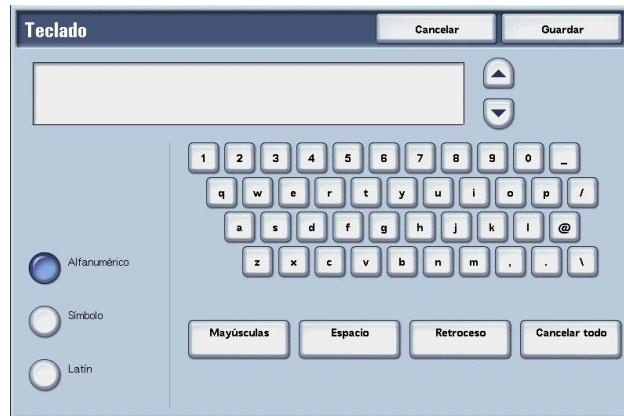 Teclado Cancelar Guardar
1 2 3 4 5 6 7 8 9 0 _
q w e r t y u i o p /
a s d f g h j k l @
z x c v b n m , . \
Alfanumérico
Símbolo
Latín
Mayúsculas Espacio Retroceso Cancelar todo